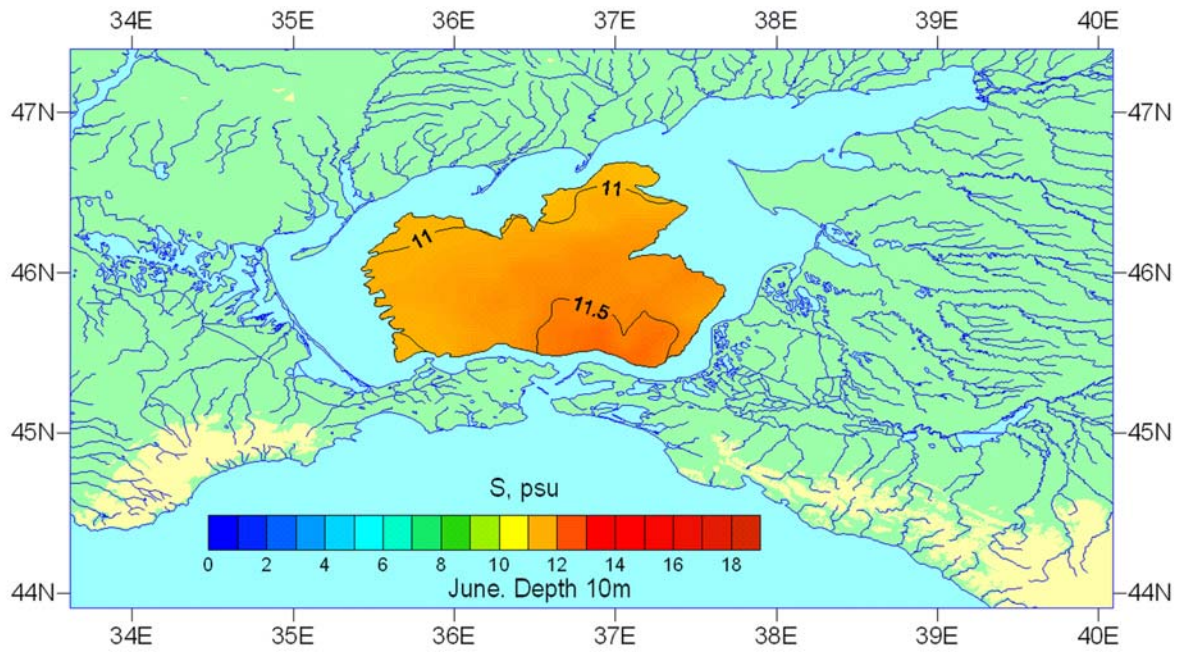 34E 35E 36E 37E 38E 39E 40E
47N 47N
11
11
46N 46N
11.5
45N 45N
S, psu
0 2 4 6 8 10 12 14 16 18
June. Depth 10m
44N 44N
34E 35E 36E 37E 38E 39E 40E